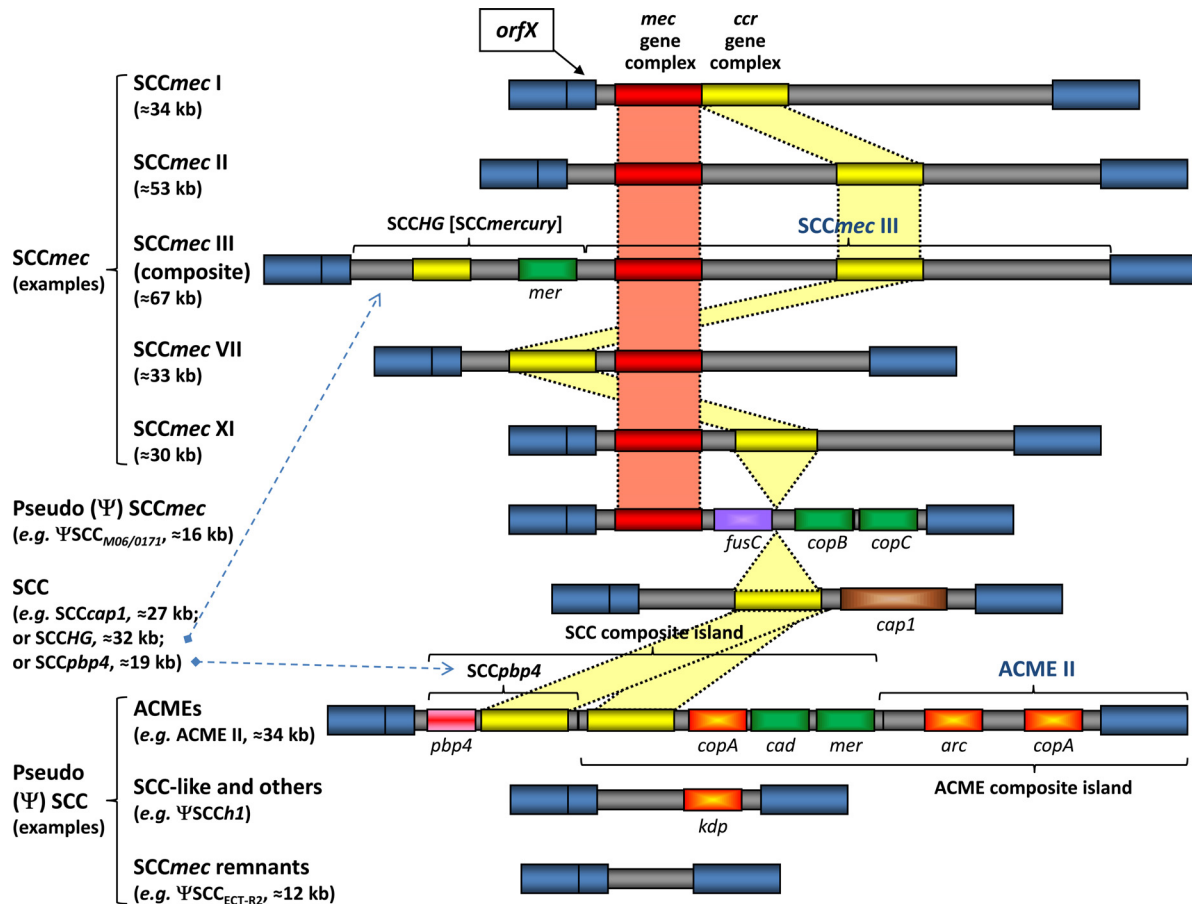 orfX
mec
gene
complex
ccr
gene
complex
SCCmec
(examples)
SCCmec I
(≈34 kb)
SCCmec II
(≈53 kb)
SCCHG [SCCmercury]
SCCmec III
SCCmec III
(composite)
(≈67 kb)
mer
SCCmec VII
(≈33 kb)
SCCmec XI
(≈30 kb)
Pseudo (Ψ) SCCmec
(e.g. ΨSCCM06/0171, ≈16 kb)
fusC
copB
copC
SCC
(e.g. SCCcap1, ≈27 kb;
or SCCHG, ≈32 kb;
or SCCpbp4, ≈19 kb)
cap1
SCC composite island
SCCpbp4
ACME II
Pseudo
(Ψ) SCC
(examples)
ACMEs
(e.g. ACME II, ≈34 kb)
pbp4
copA
cad
mer
arc
copA
ACME composite island
SCC-like and others
(e.g. ΨSCCh1)
kdp
SCCmec remnants
(e.g. ΨSCCECT-R2, ≈12 kb)